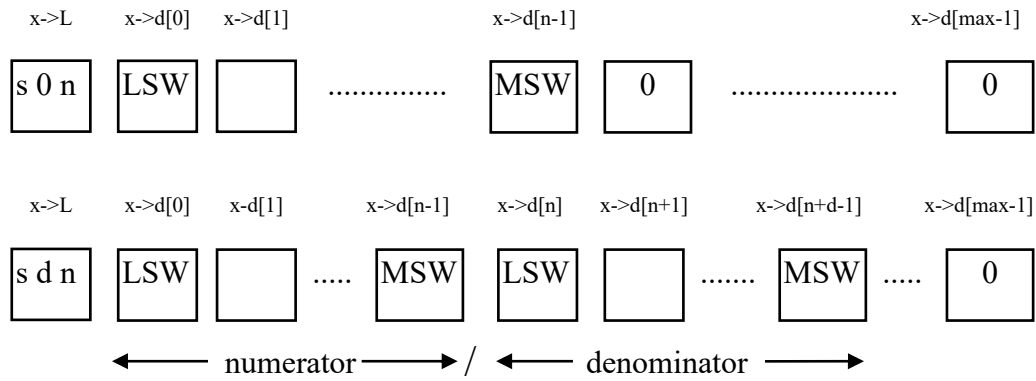 x->L x->d[0] x->d[1] x->d[n-1] x->d[max-1]
s 0 n LSW ............... MSW 0 ...................... 0
x->L x->d[0] x-d[1] x->d[n-1] x->d[n] x->d[n+1] x->d[n+d-1] x->d[max-1]
s d n LSW ..... MSW LSW ....... MSW ..... 0
numerator / denominator